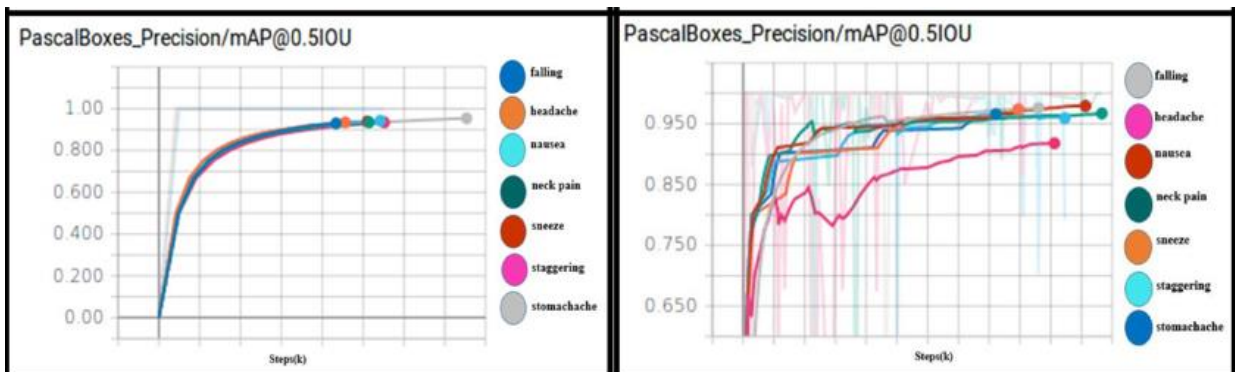 PascalBoxes_Precision/mAP@0.5IOU
1.00
0.800
0.600
0.400
0.200
0.00
Steps(k)
falling
headache
nausea
neck pain
sneeze
staggering
stomachache
PascalBoxes_Precision/mAP@0.5IOU
0.950
0.850
0.750
0.650
Steps(k)
falling
headache
nausea
neck pain
sneeze
staggering
stomachache